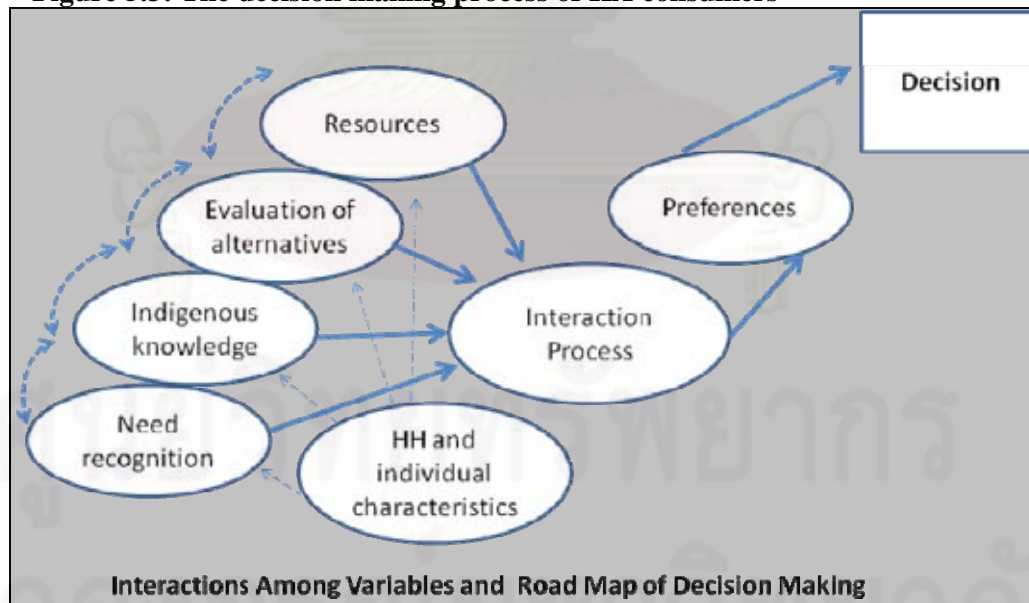 Decision
Resources
Preferences
Evaluation of
alternatives
Indigenous
knowledge
Interaction
Process
Need
recognition
HH and
individual
characteristics
Interactions Among Variables and Road Map of Decision Making